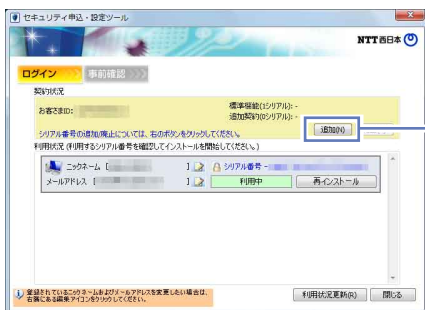 セキュリティ申込・設定ツール
NTT西日本
ログイン 事前確認
契約状況
お客さまID:
標準機能(1シリアル): -
追加契約(0シリアル): -
シリアル番号の追加/廃止については、右のボタンをクリックしてください。
追加(N)
利用状況 (利用するシリアル番号を確認してインストールを開始してください。)
ニックネーム [ ] シリアル番号 -
メールアドレス [ ] 利用中 再インストール
登録されているニックネームおよびメールアドレスを変更したい場合は、
右側にある編集アイコンをクリックしてください。
利用状況更新(R) 閉じる